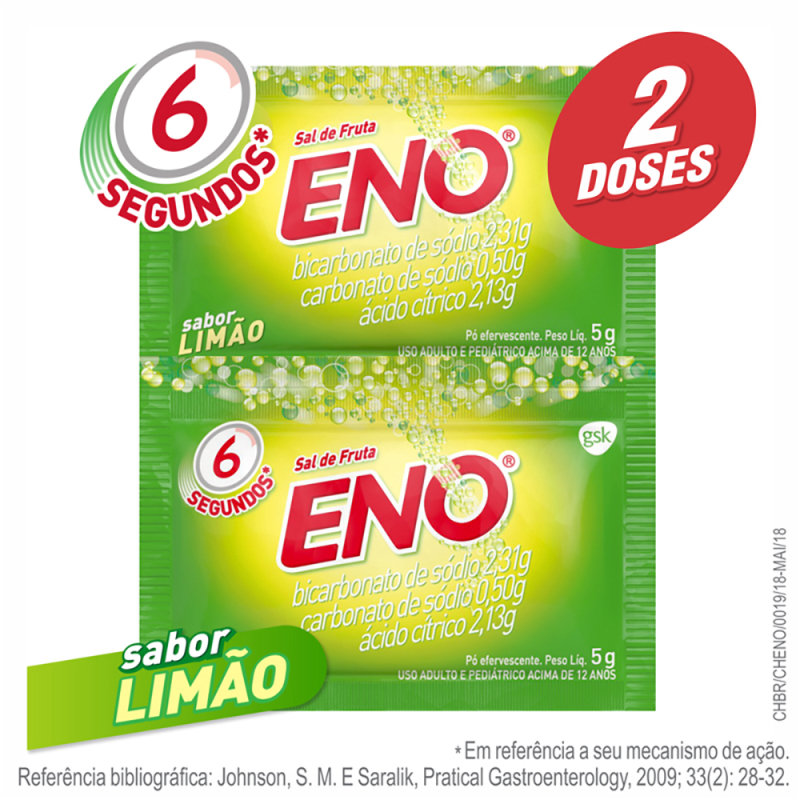 6
SEGUNDOS*
2
DOSES
Sal de Fruta
ENO®
bicarbonato de sódio 2,31g
carbonato de sódio 0,50g
ácido cítrico 2,13g
sabor
LIMÃO
Pó efervescente. Peso Líq. 5g
USO ADULTO E PEDIÁTRICO ACIMA DE 12 ANOS
6
SEGUNDOS*
gsk
Sal de Fruta
ENO®
bicarbonato de sódio 2,31g
carbonato de sódio 0,50g
ácido cítrico 2,13g
Pó efervescente. Peso Líq. 5g
USO ADULTO E PEDIÁTRICO ACIMA DE 12 ANOS
sabor
LIMÃO
CHBR/CHENO/0019/18-MAI/18
*Em referência a seu mecanismo de ação.
Referência bibliográfica: Johnson, S. M. E Saralik, Pratical Gastroenterology, 2009; 33(2): 28-32.